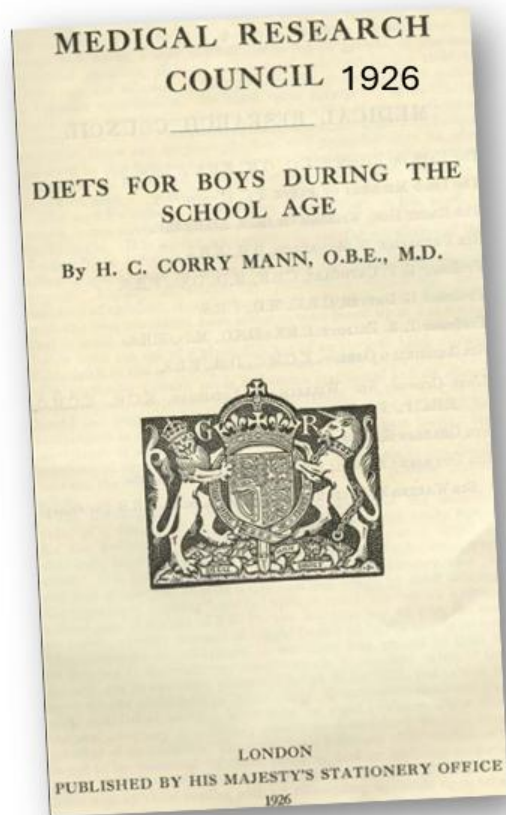 MEDICAL RESEARCH
COUNCIL 1926
DIETS FOR BOYS DURING THE
SCHOOL AGE
By H. C. CORRY MANN, O.B.E., M.D.
G R
LONDON
PUBLISHED BY HIS MAJESTY'S STATIONERY OFFICE
1926